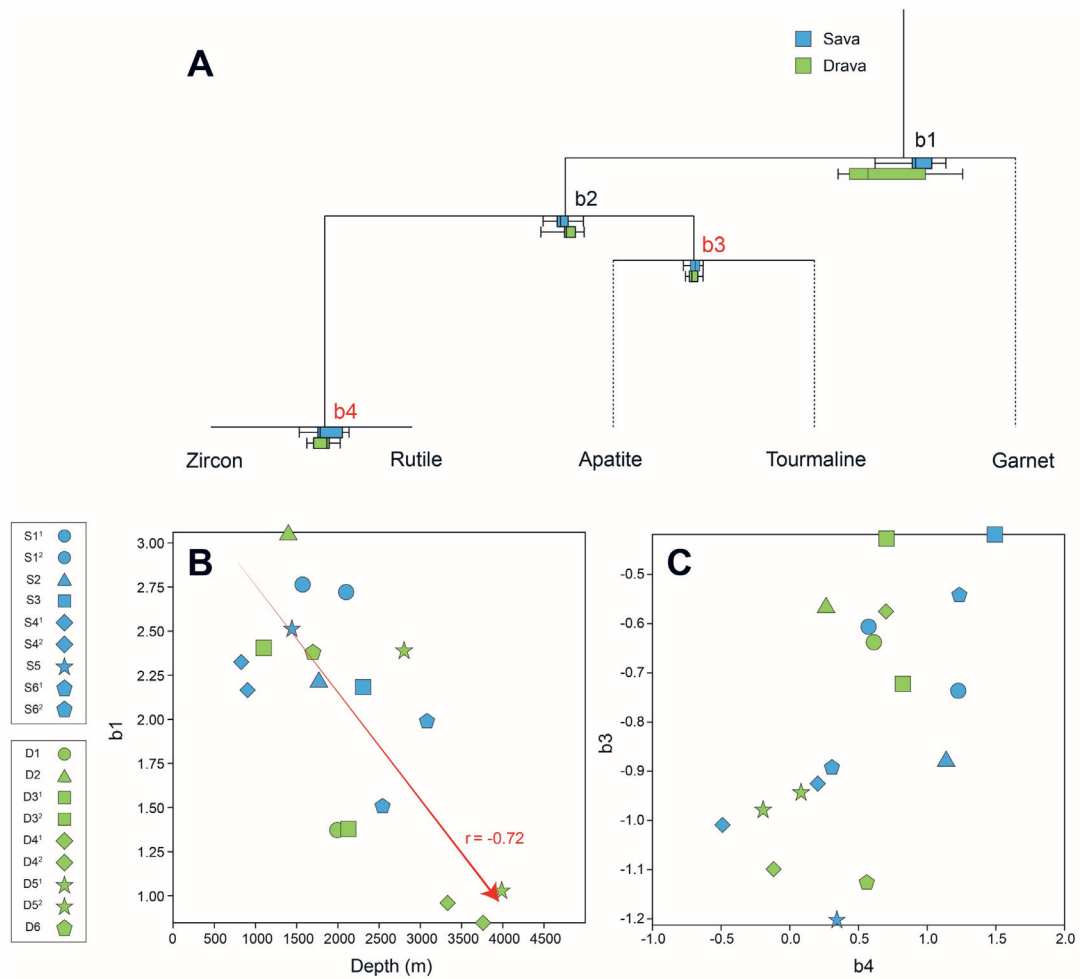 A
Sava
Drava
b1
b2
b3
b4
Zircon
Rutile
Apatite
Tourmaline
Garnet
S1¹
S1²
S2
S3
S4¹
S4²
S5
S6¹
S6²
D1
D2
D3¹
D3²
D4¹
D4²
D5¹
D5²
D6
B
b1
3.00
2.75
2.50
2.25
2.00
1.75
1.50
1.25
1.00
r= -0.72
0 500 1000 1500 2000 2500 3000 3500 4000 4500
Depth (m)
C
b3
-0.5
-0.6
-0.7
-0.8
-0.9
-1.0
-1.1
-1.2
-1.0 -0.5 0.0 0.5 1.0 1.5 2.0
b4